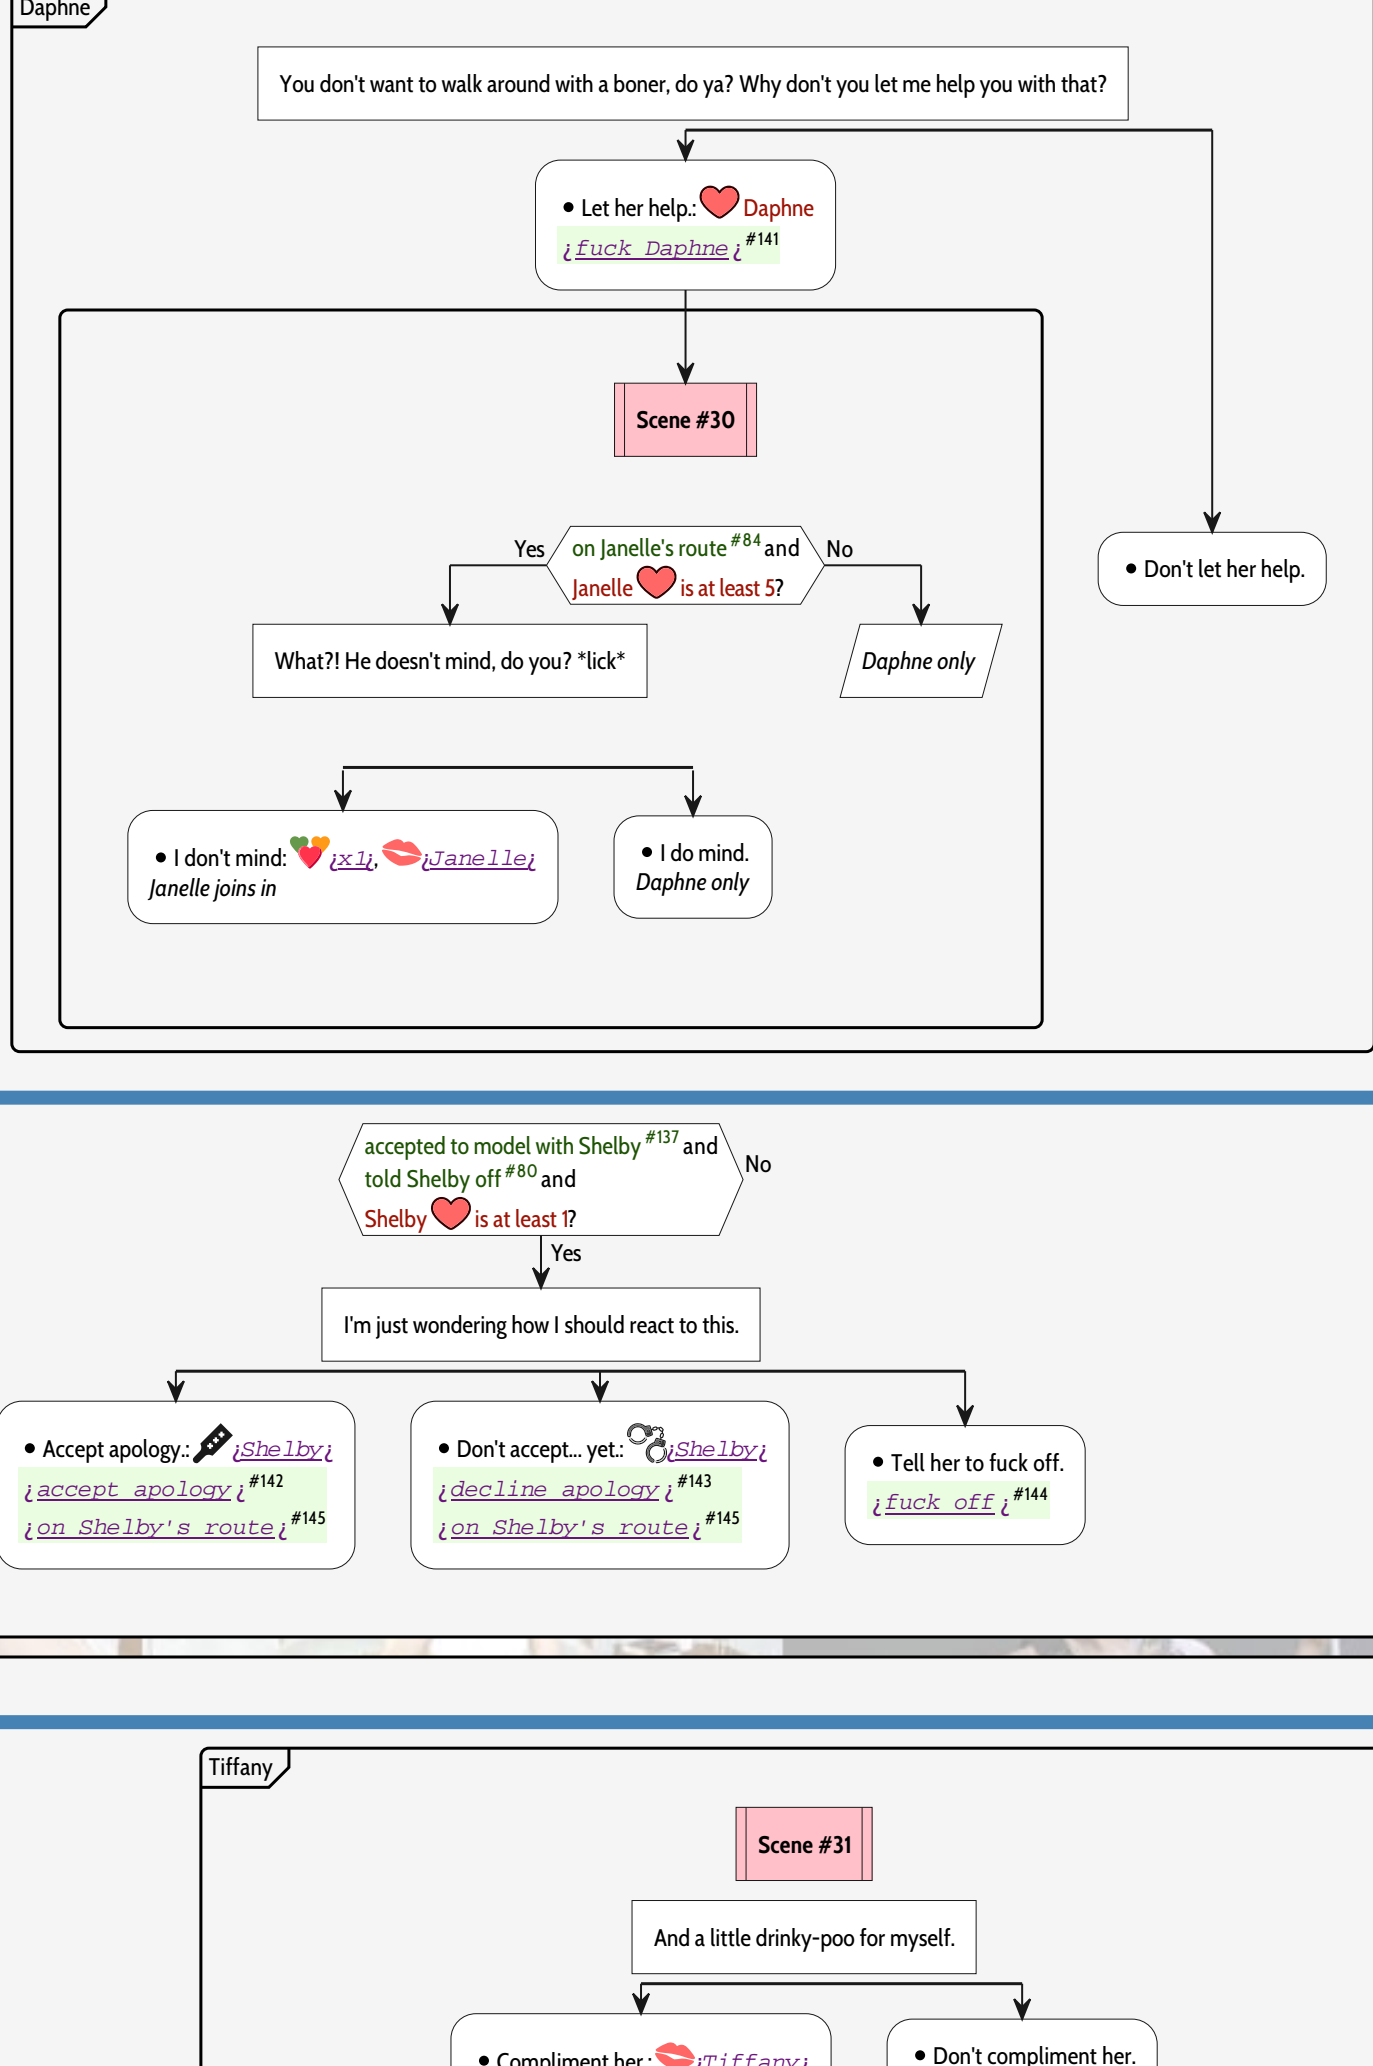 Daphne
You don't want to walk around with a boner, do ya? Why don't you let me help you with that?
• Let her help.: Daphne
¿fuck Daphne¿ #141
Scene #30
Yes
on Janelle's route #84 and
No
Janelle is at least 5?
• Don't let her help.
What?! He doesn't mind, do you? *lick*
Daphne only
• I don't mind: ¿x1¿, ¿Janelle¿
Janelle joins in
• I do mind.
Daphne only
accepted to model with Shelby #137 and
told Shelby off #80 and
Shelby is at least 1?
No
Yes
I'm just wondering how I should react to this.
• Accept apology.: ¿Shelby¿
¿accept apology¿ #142
¿on Shelby's route¿ #145
• Don't accept... yet.: ¿Shelby¿
¿decline apology¿ #143
¿on Shelby's route¿ #145
• Tell her to fuck off.
¿fuck off¿ #144
Tiffany
Scene #31
And a little drinky-poo for myself.
• Compliment her.: ¿Tiffany¿
• Don't compliment her.